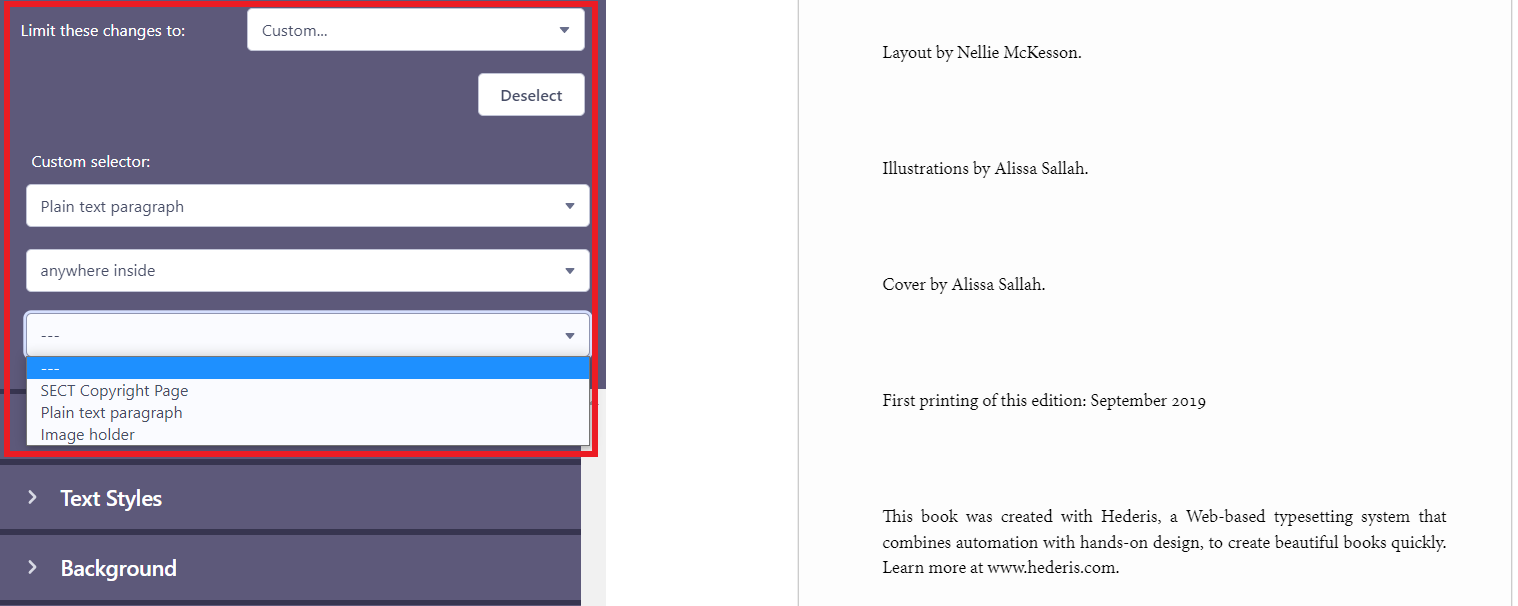 Limit these changes to:
Custom...
Deselect
Custom selector:
Plain text paragraph
anywhere inside
---
---
SECT Copyright Page
Plain text paragraph
Image holder
Text Styles
Background
Layout by Nellie McKesson.
Illustrations by Alissa Sallah.
Cover by Alissa Sallah.
First printing of this edition: September 2019
This book was created with Hederis, a Web-based typesetting system that
combines automation with hands-on design, to create beautiful books quickly.
Learn more at www.hederis.com.